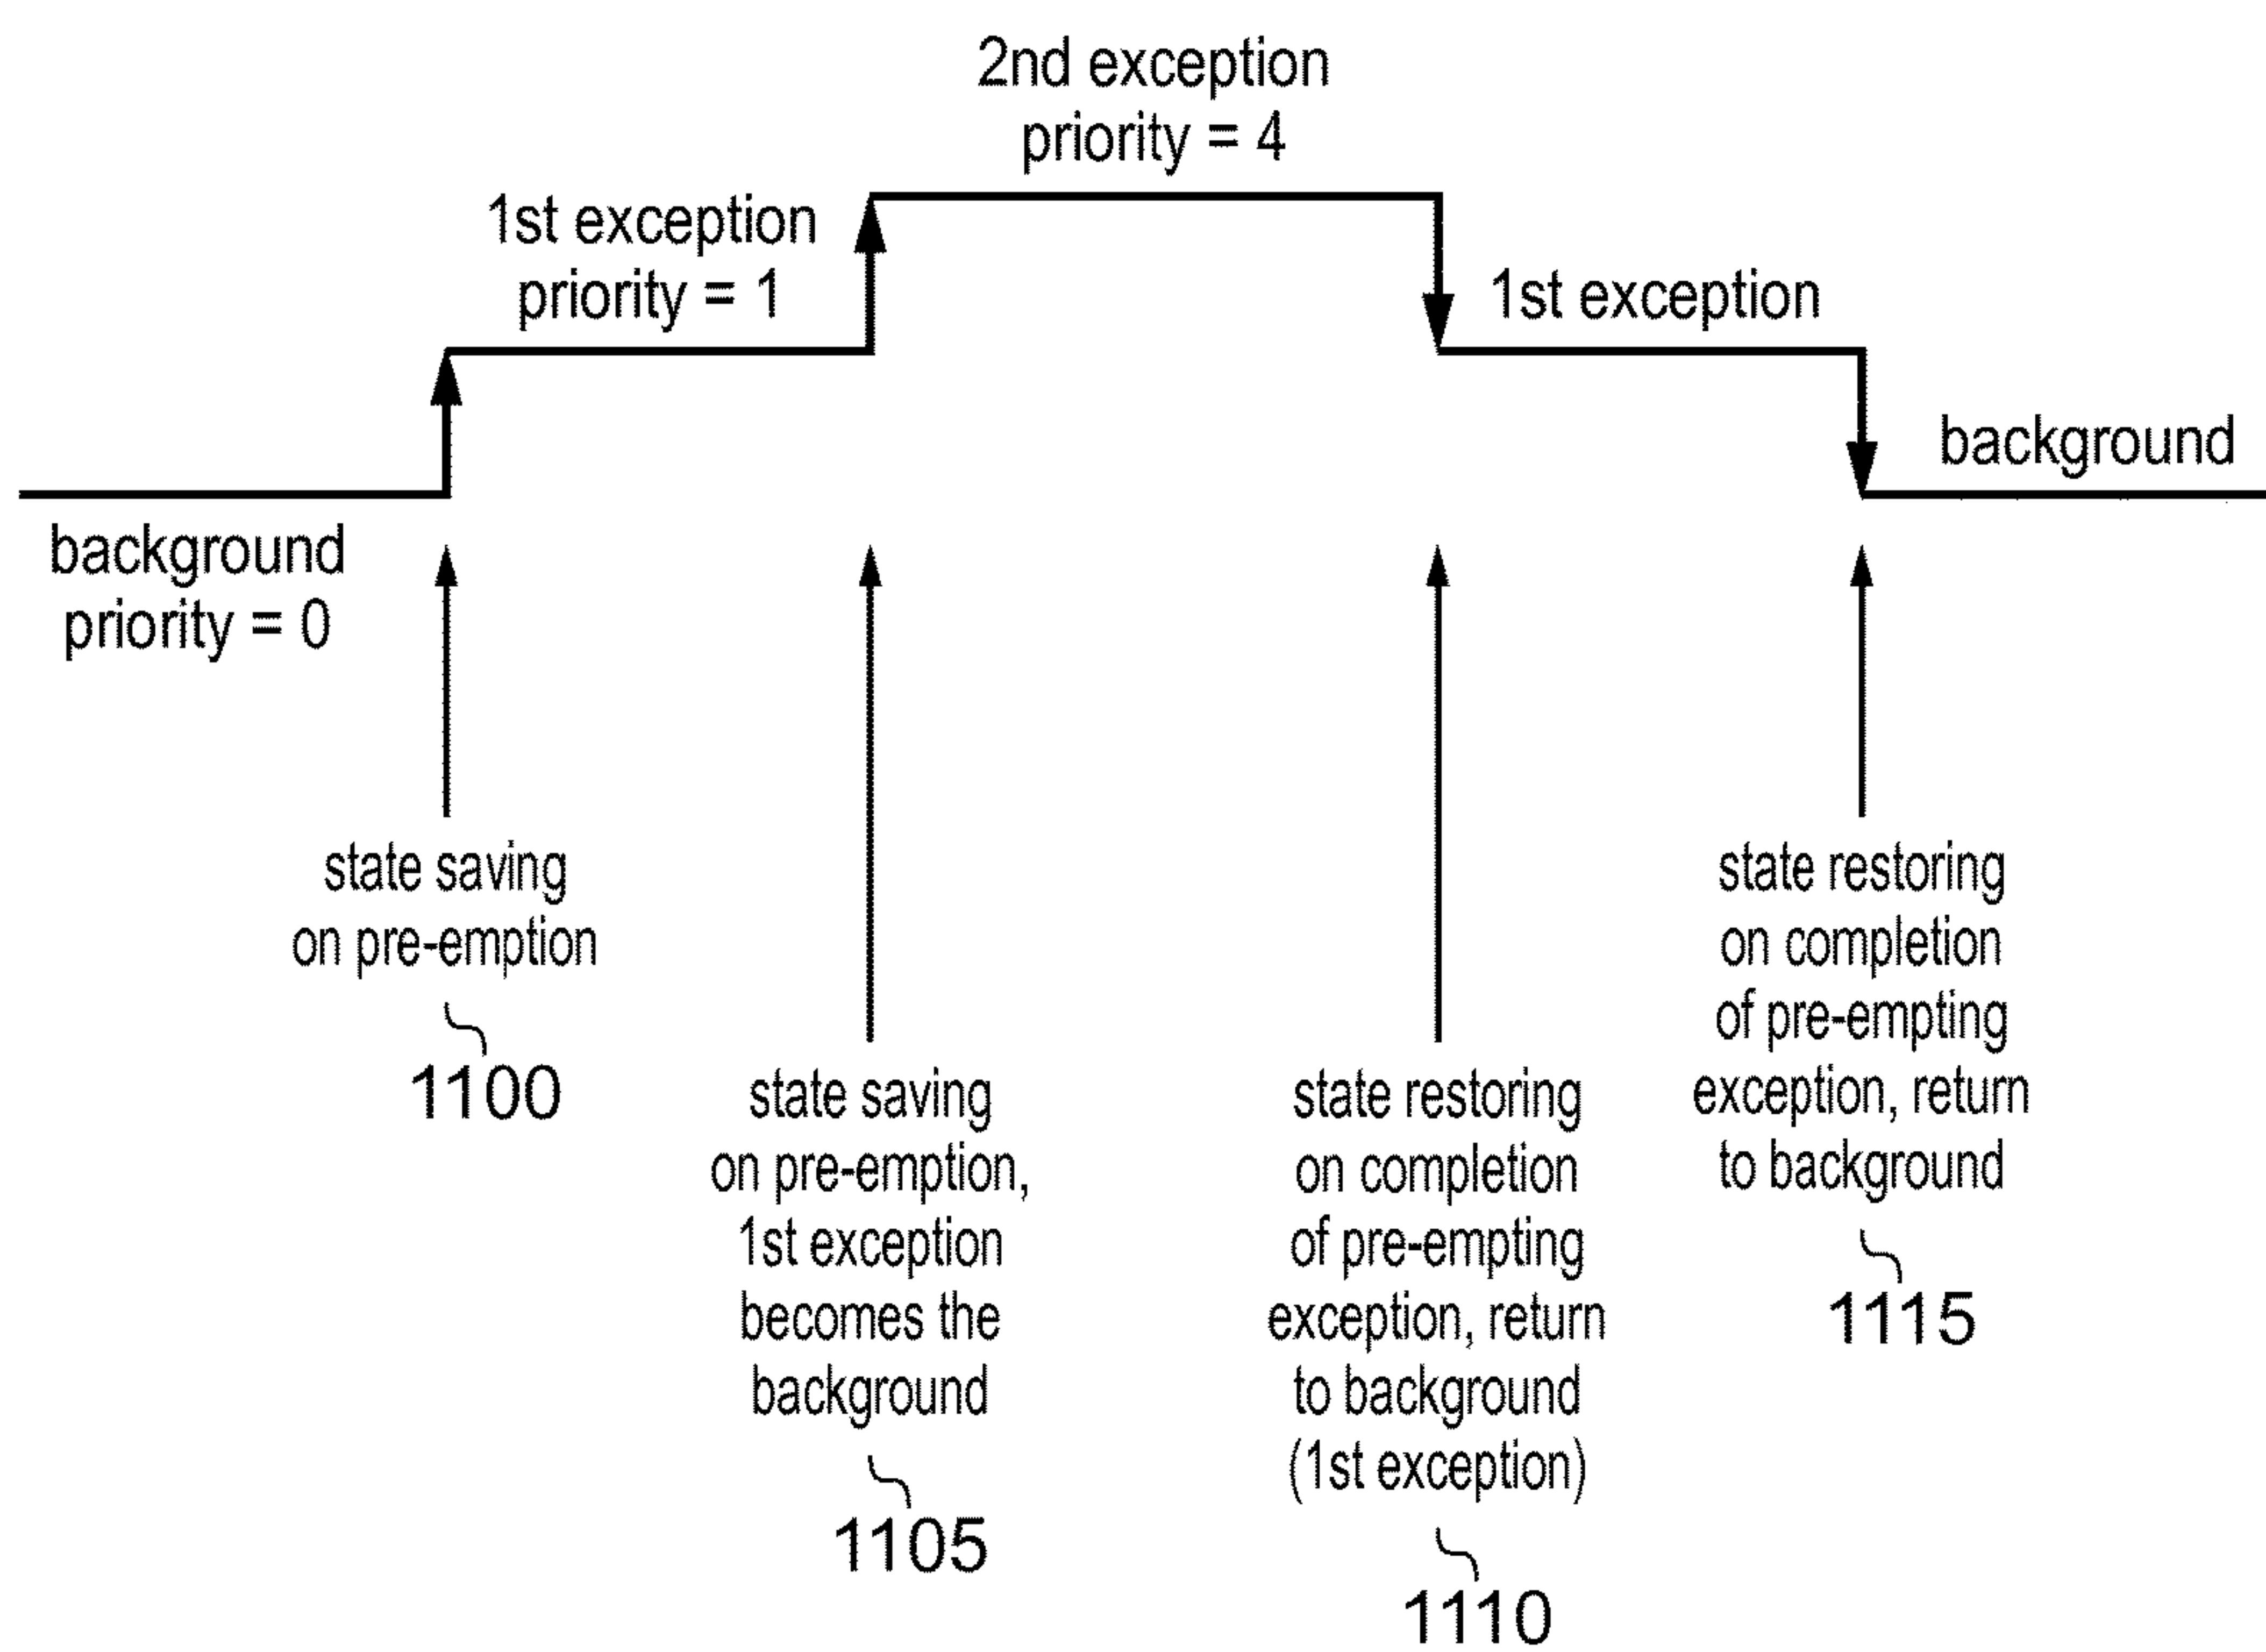 2nd exception
priority = 4
1st exception
priority = 1
1st exception
background
background
priority = 0
state saving
on pre-emption
1100
state saving
on pre-emption,
1st exception
becomes the
background
1105
state restoring
on completion
of pre-empting
exception, return
to background
(1st exception)
1110
state restoring
on completion
of pre-empting
exception, return
to background
1115